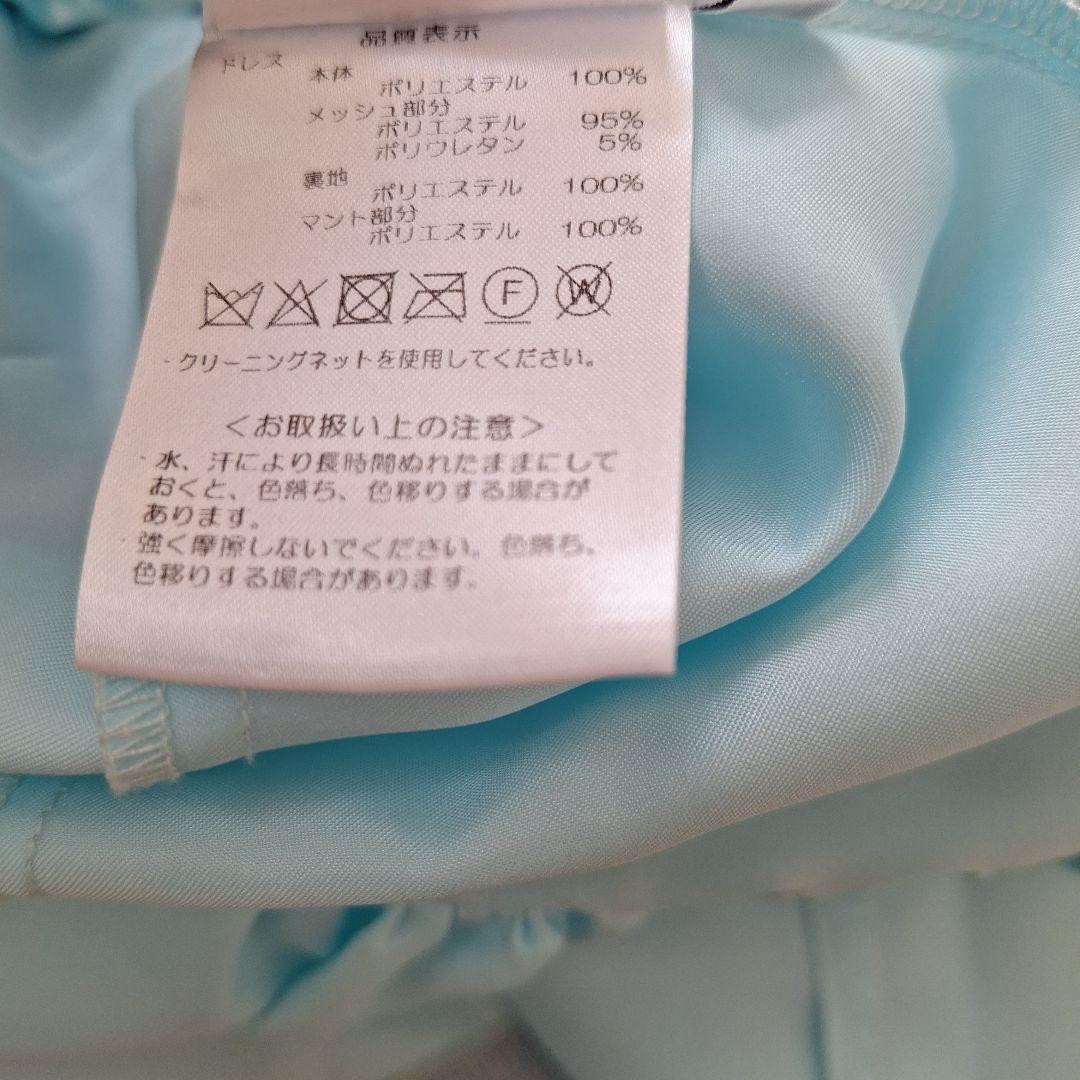 品質表示
ドレス
本体
ポリエステル 100%
メッシュ部分
ポリエステル 95%
ポリウレタン 5%
裏地
ポリエステル 100%
マント部分
ポリエステル 100%
F W
・クリーニングネットを使用してください。
＜お取扱い上の注意＞
・水、汗により長時間ぬれたままにして
おくと、色落ち、色移りする場合が
あります。
・強く摩擦しないでください。色落ち、
色移りする場合があります。